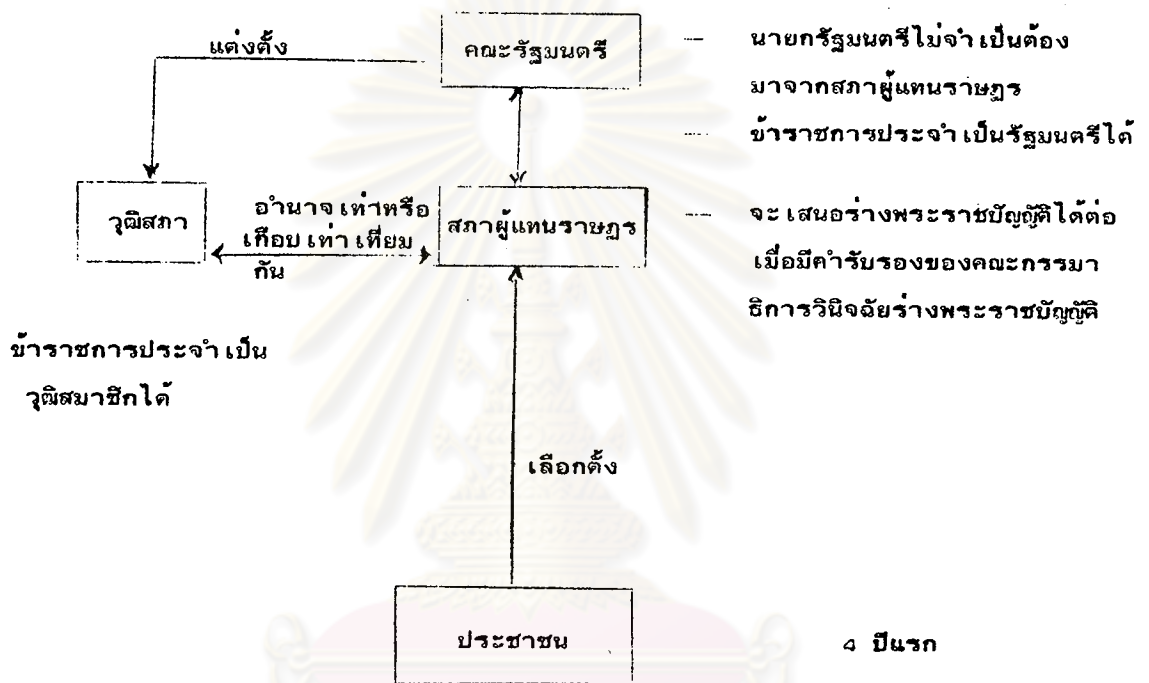 แต่งตั้ง
คณะรัฐมนตรี
— นายกรัฐมนตรีไม่จำเป็นต้อง
มาจากสภาผู้แทนราษฎร
— ข้าราชการประจำเป็นรัฐมนตรีได้
วุฒิสภา
อำนาจเท่าหรือ
เกือบเท่าเทียม
กัน
สภาผู้แทนราษฎร
— จะเสนอร่างพระราชบัญญัติได้ต่อ
เมื่อมีคำรับรองของคณะกรรมา
ธิการวินิจฉัยร่างพระราชบัญญัติ
ข้าราชการประจำเป็น
วุฒิสมาชิกได้
เลือกตั้ง
ประชาชน
4 ปีแรก